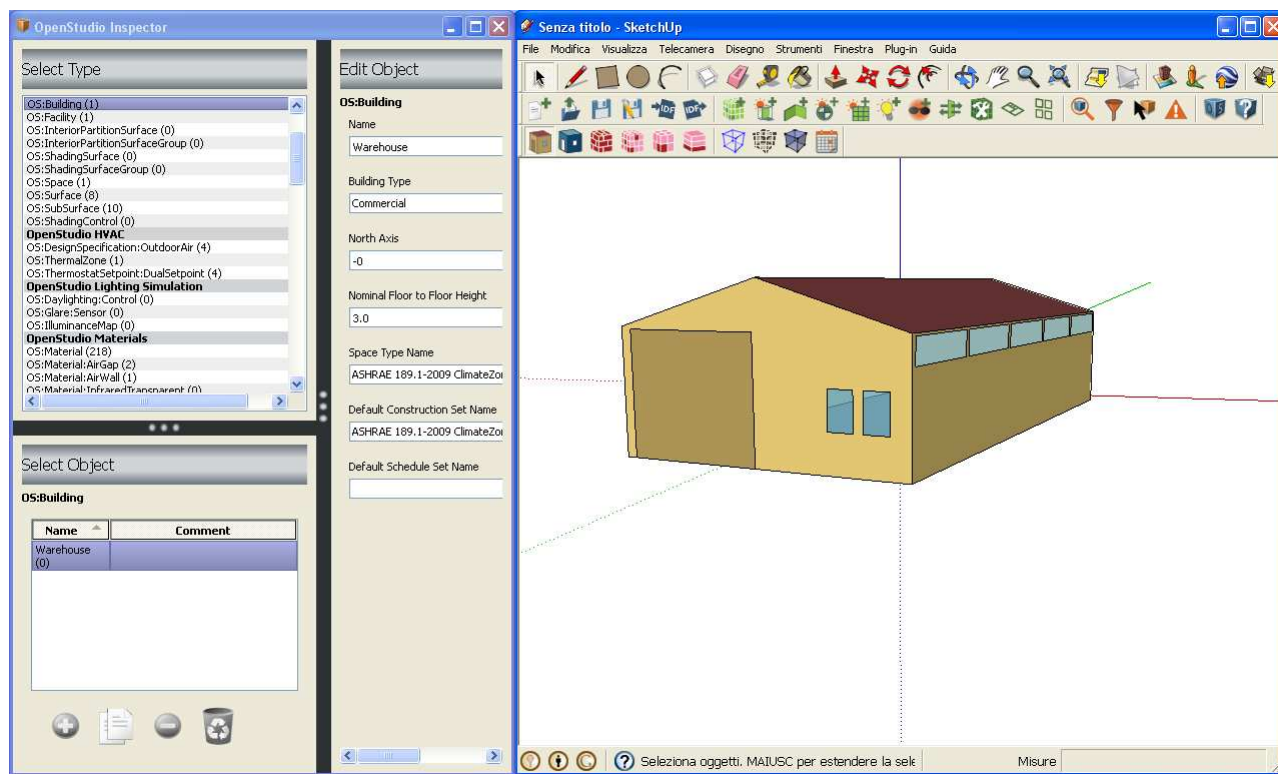 OpenStudio Inspector
Select Type
OS:Building (1)
OS:Facility (1)
OS:InteriorPartitionSurface (0)
OS:InteriorPartitionSurfaceGroup (0)
OS:ShadingSurface (0)
OS:ShadingSurfaceGroup (0)
OS:Space (1)
OS:Surface (8)
OS:SubSurface (10)
OS:ShadingControl (0)
OpenStudio HVAC
OS:DesignSpecification:OutdoorAir (4)
OS:ThermalZone (1)
OS:ThermostatSetpoint:DualSetpoint (4)
OpenStudio Lighting Simulation
OS:Daylighting:Control (0)
OS:Glare:Sensor (0)
OS:IlluminanceMap (0)
OpenStudio Materials
OS:Material (218)
OS:Material:AirGap (2)
OS:Material:AirWall (1)
OS:Material:InfraredTransparent (0)
Select Object
OS:Building
Name Comment
Warehouse
(0)
Edit Object
OS:Building
Name
Warehouse
Building Type
Commercial
North Axis
-0
Nominal Floor to Floor Height
3.0
Space Type Name
ASHRAE 189.1-2009 ClimateZo
Default Construction Set Name
ASHRAE 189.1-2009 ClimateZo
Default Schedule Set Name
Senza titolo - SketchUp
File Modifica Visualizza Telecamera Disegno Strumenti Finestra Plug-in Guida
IDF IDF
Seleziona oggetti. MAIUSC per estendere la sele
Misure